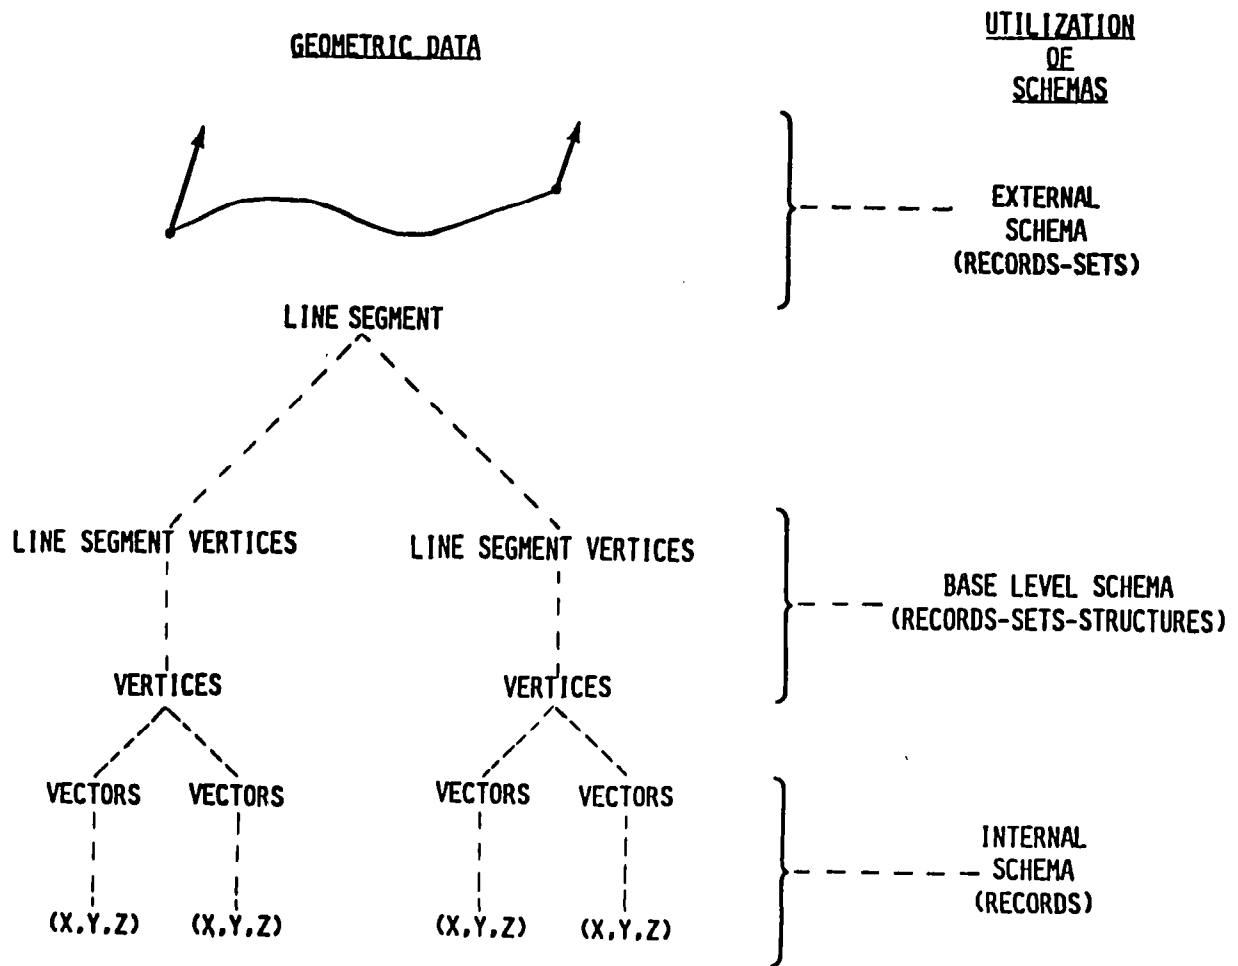 GEOMETRIC DATA
UTILIZATION
OF
SCHEMAS
EXTERNAL
SCHEMA
(RECORDS-SETS)
LINE SEGMENT
LINE SEGMENT VERTICES
LINE SEGMENT VERTICES
BASE LEVEL SCHEMA
(RECORDS-SETS-STRUCTURES)
VERTICES
VERTICES
VECTORS
VECTORS
VECTORS
VECTORS
INTERNAL
SCHEMA
(RECORDS)
(X,Y,Z)
(X,Y,Z)
(X,Y,Z)
(X,Y,Z)